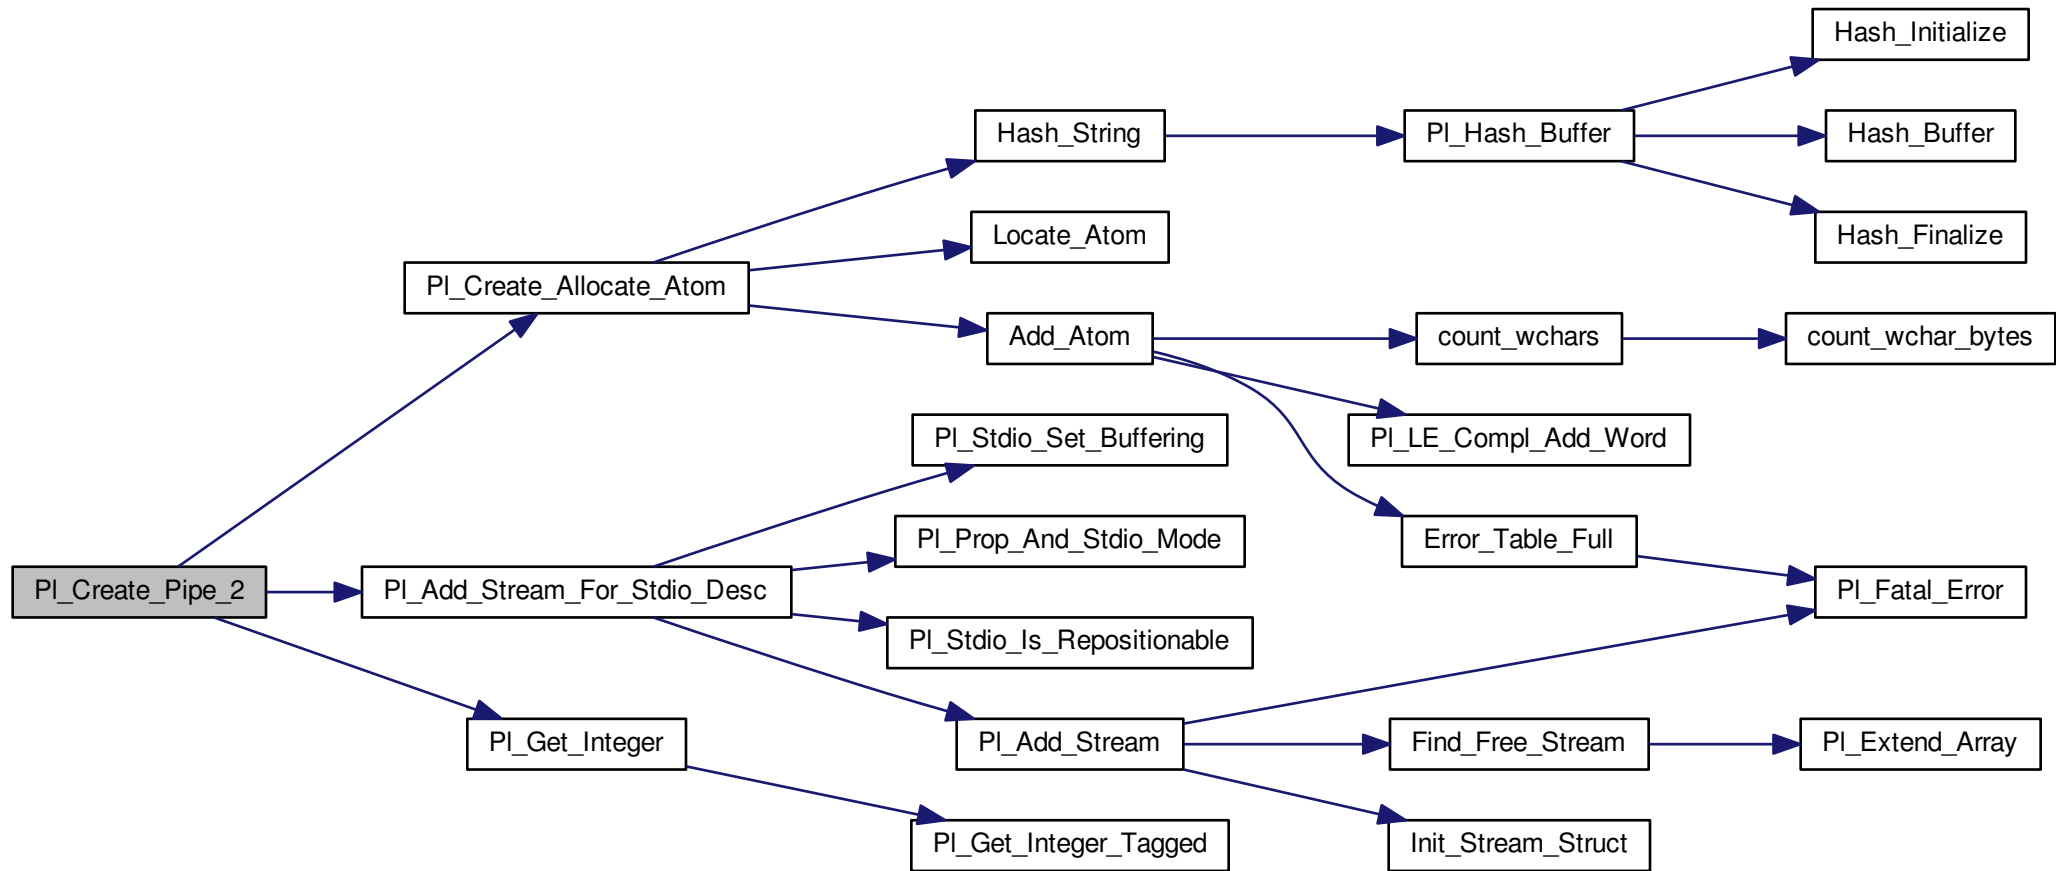 Hash_Initialize
Hash_String
Pl_Hash_Buffer
Hash_Buffer
Locate_Atom
Hash_Finalize
Pl_Create_Allocate_Atom
Add_Atom
count_wchars
count_wchar_bytes
Pl_Stdio_Set_Buffering
Pl_LE_Compl_Add_Word
Pl_Prop_And_Stdio_Mode
Error_Table_Full
Pl_Create_Pipe_2
Pl_Add_Stream_For_Stdio_Desc
Pl_Fatal_Error
Pl_Stdio_Is_Repositionable
Pl_Get_Integer
Pl_Add_Stream
Find_Free_Stream
Pl_Extend_Array
Pl_Get_Integer_Tagged
Init_Stream_Struct